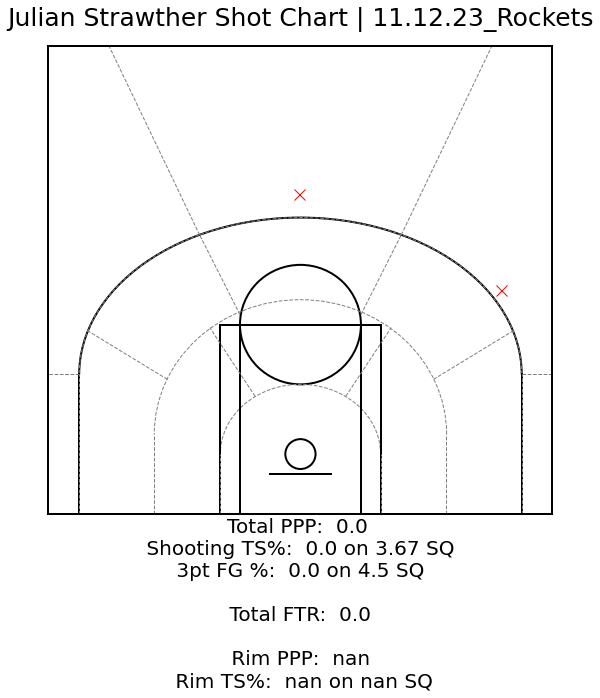 Julian Strawther Shot Chart | 11.12.23_Rockets
Total PPP: 0.0
Shooting TS%: 0.0 on 3.67 SQ
3pt FG %: 0.0 on 4.5 SQ
Total FTR: 0.0
Rim PPP: nan
Rim TS%: nan on nan SQ